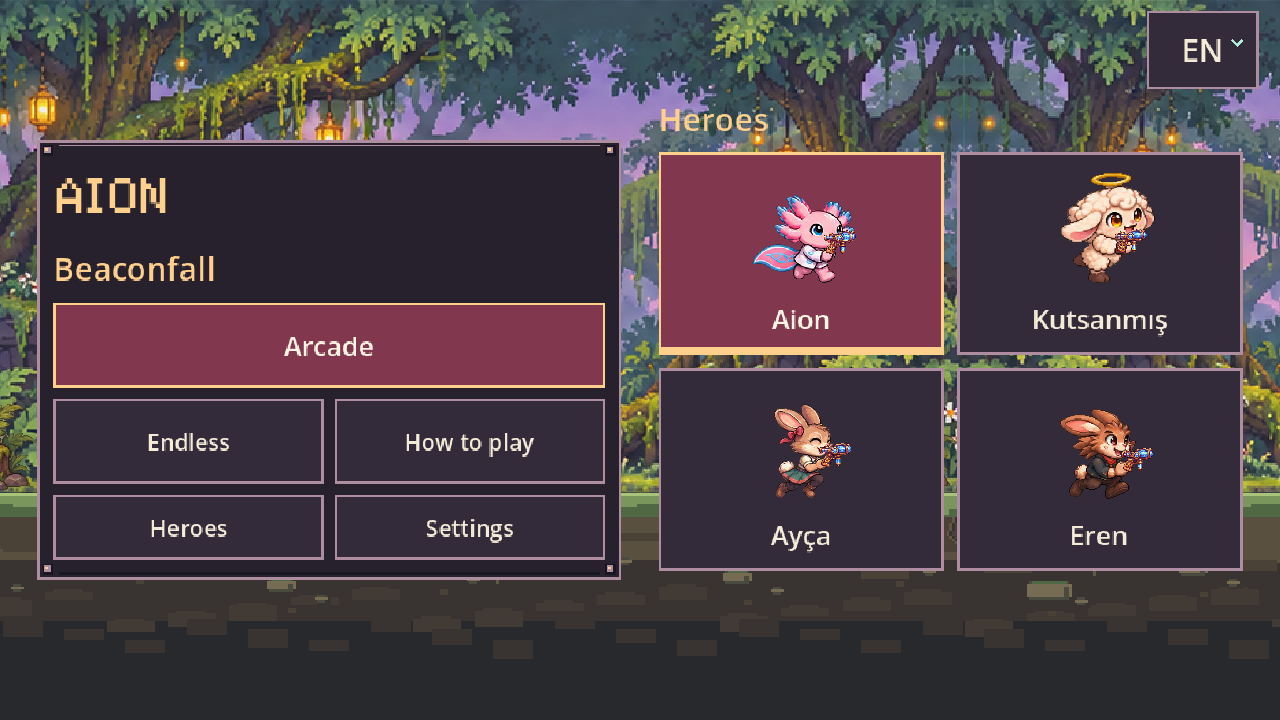 EN
AION
Beaconfall
Arcade
Endless
How to play
Heroes
Settings
Heroes
Aion
Kutsanmış
Ayça
Eren